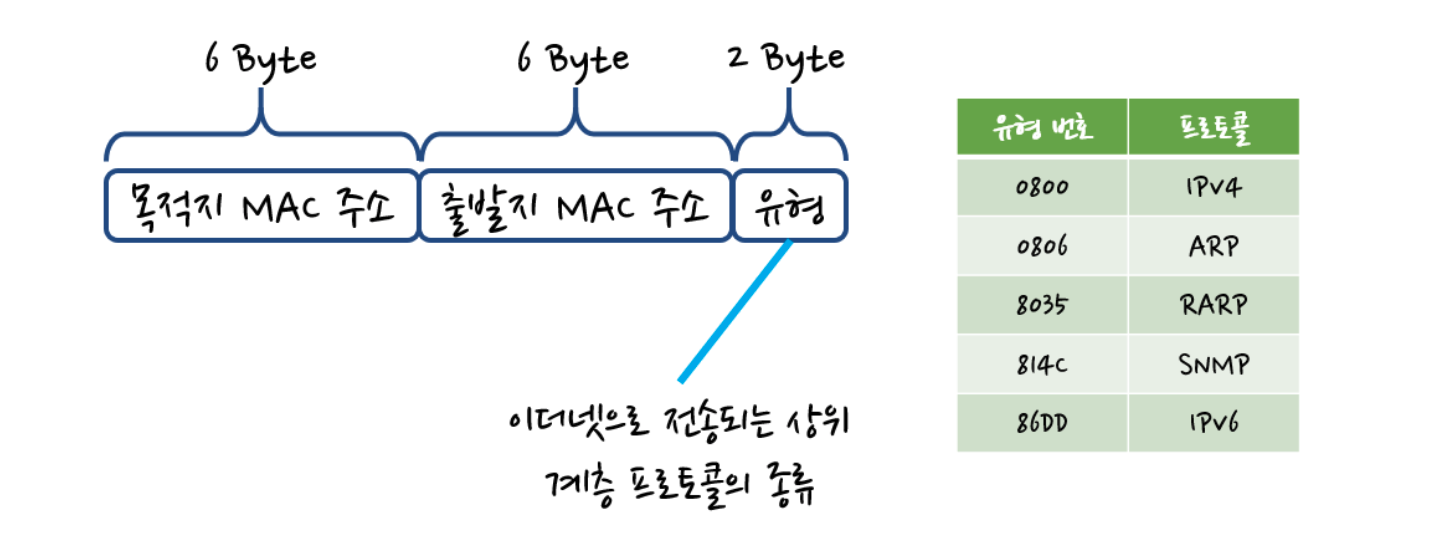 6 Byte 6 Byte 2 Byte
목적지 MAC 주소 출발지 MAC 주소 유형
이더넷으로 전송되는 상위
계층 프로토콜의 종류
유형 번호 프로토콜
0800 IPv4
0806 ARP
8035 RARP
814C SNMP
86DD IPv6